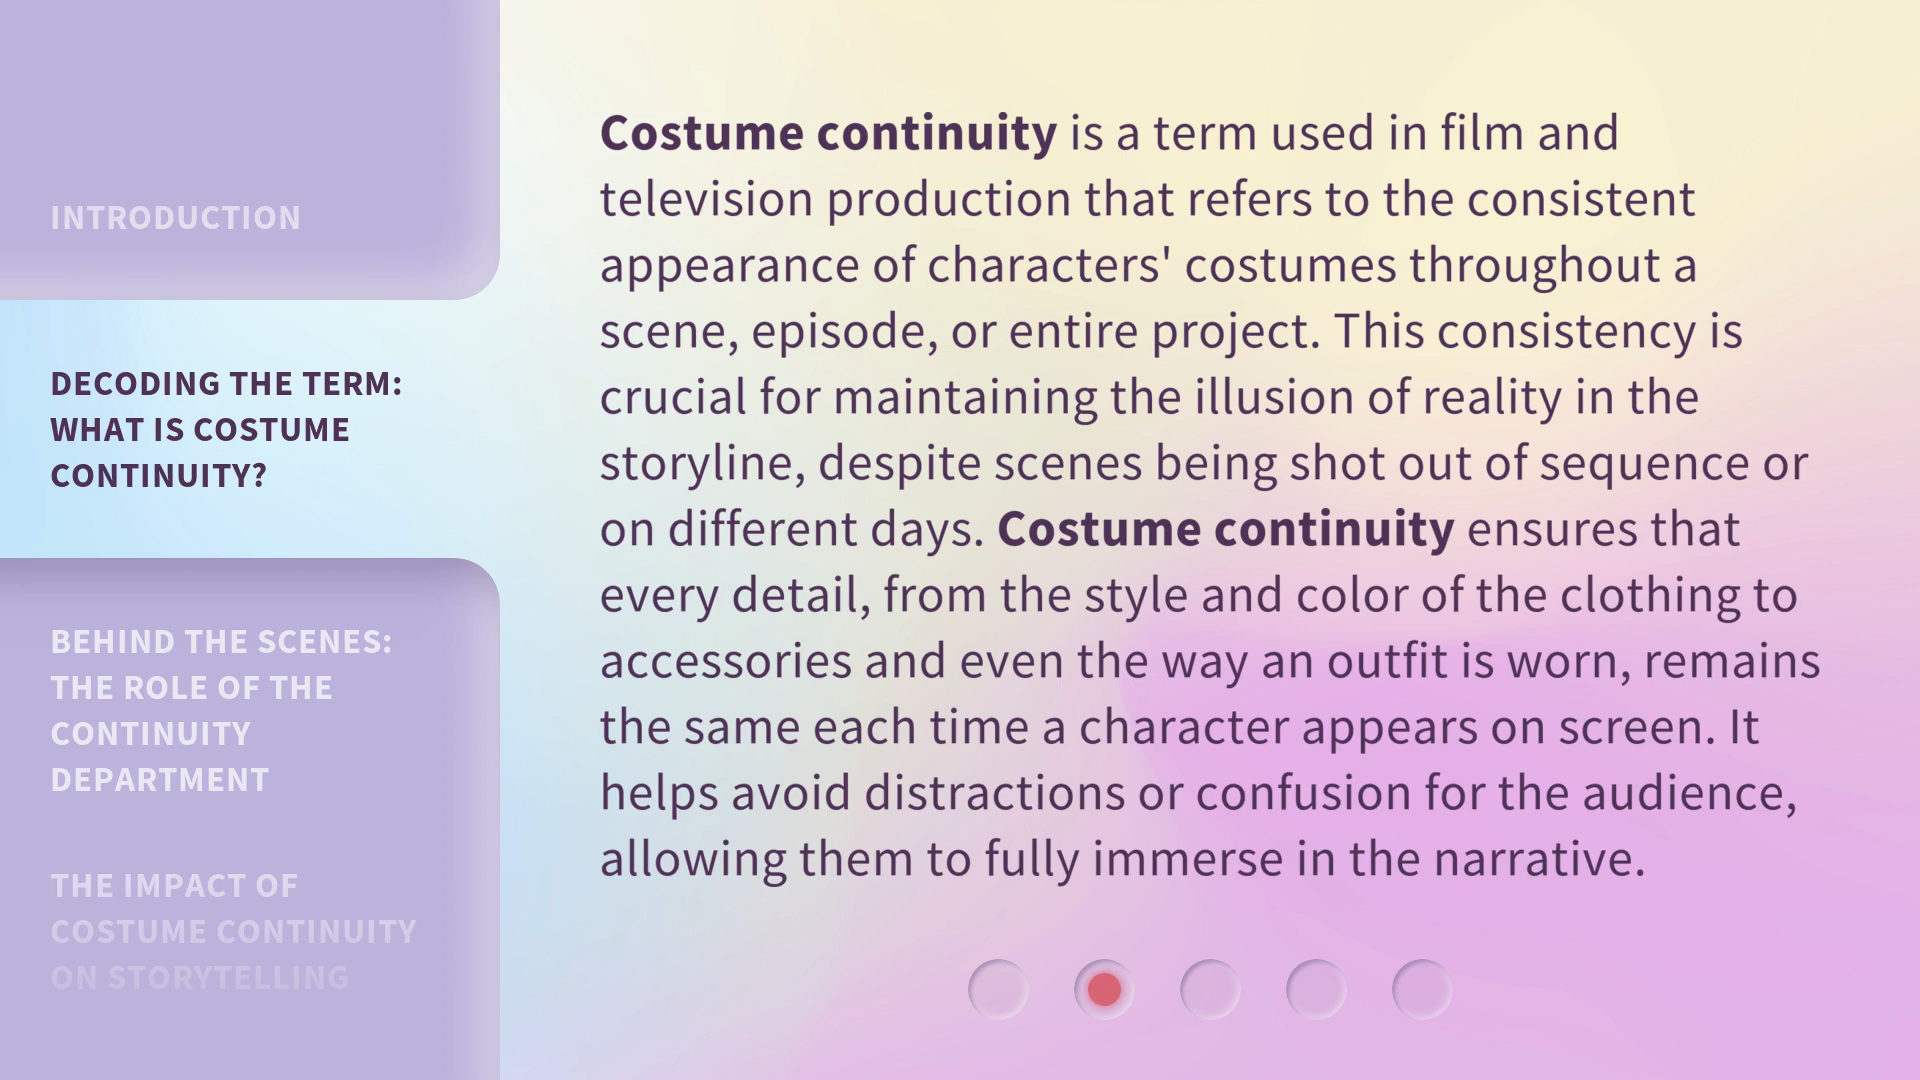 INTRODUCTION
DECODING THE TERM:
WHAT IS COSTUME
CONTINUITY?
BEHIND THE SCENES:
THE ROLE OF THE
CONTINUITY
DEPARTMENT
THE IMPACT OF
COSTUME CONTINUITY
ON STORYTELLING
Costume continuity is a term used in film and
television production that refers to the consistent
appearance of characters' costumes throughout a
scene, episode, or entire project. This consistency is
crucial for maintaining the illusion of reality in the
storyline, despite scenes being shot out of sequence or
on different days. Costume continuity ensures that
every detail, from the style and color of the clothing to
accessories and even the way an outfit is worn, remains
the same each time a character appears on screen. It
helps avoid distractions or confusion for the audience,
allowing them to fully immerse in the narrative.